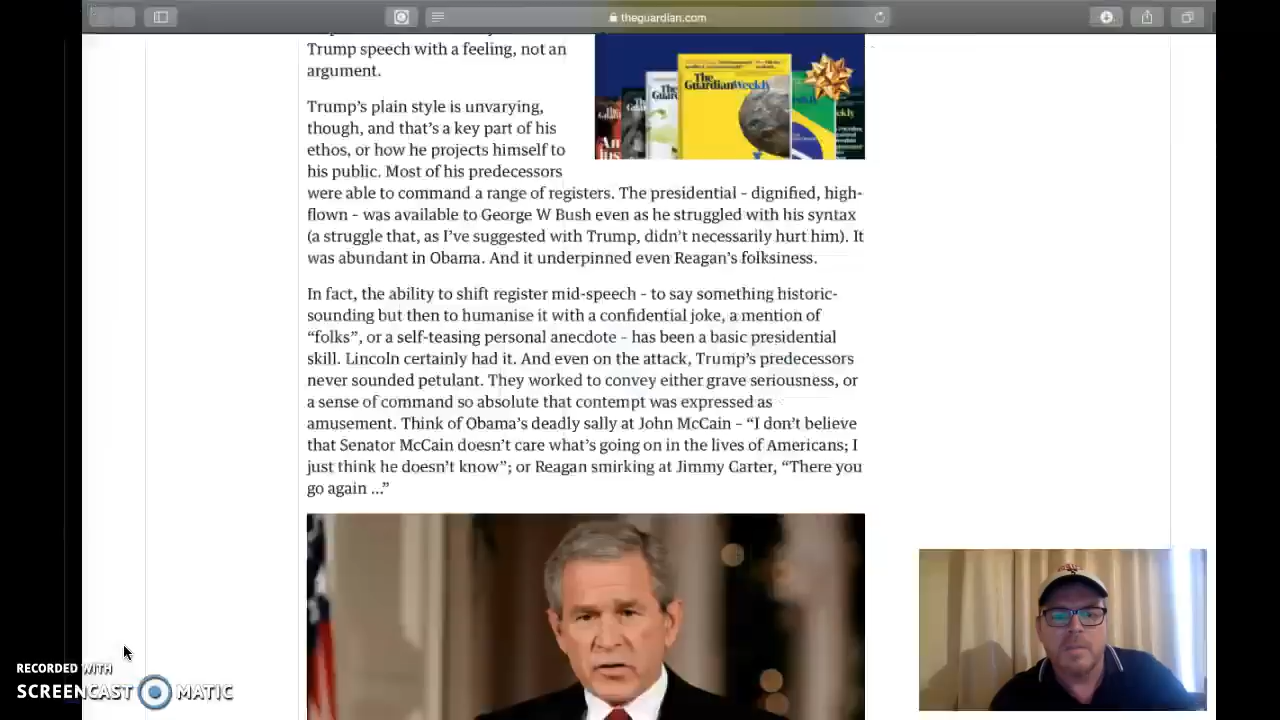 theguardian.com
Trump speech with a feeling, not an
argument.
The
GuardianWeekly
Trump’s plain style is unvarying,
though, and that’s a key part of his
ethos, or how he projects himself to
his public. Most of his predecessors
were able to command a range of registers. The presidential – dignified, high-
flown – was available to George W Bush even as he struggled with his syntax
(a struggle that, as I’ve suggested with Trump, didn’t necessarily hurt him). It
was abundant in Obama. And it underpinned even Reagan’s folksiness.
In fact, the ability to shift register mid-speech – to say something historic-
sounding but then to humanise it with a confidential joke, a mention of
“folks”, or a self-teasing personal anecdote – has been a basic presidential
skill. Lincoln certainly had it. And even on the attack, Trump’s predecessors
never sounded petulant. They worked to convey either grave seriousness, or
a sense of command so absolute that contempt was expressed as
amusement. Think of Obama’s deadly sally at John McCain – “I don’t believe
that Senator McCain doesn’t care what’s going on in the lives of Americans; I
just think he doesn’t know”; or Reagan smirking at Jimmy Carter, “There you
go again ...”
RECORDED WITH
SCREENCAST MATIC